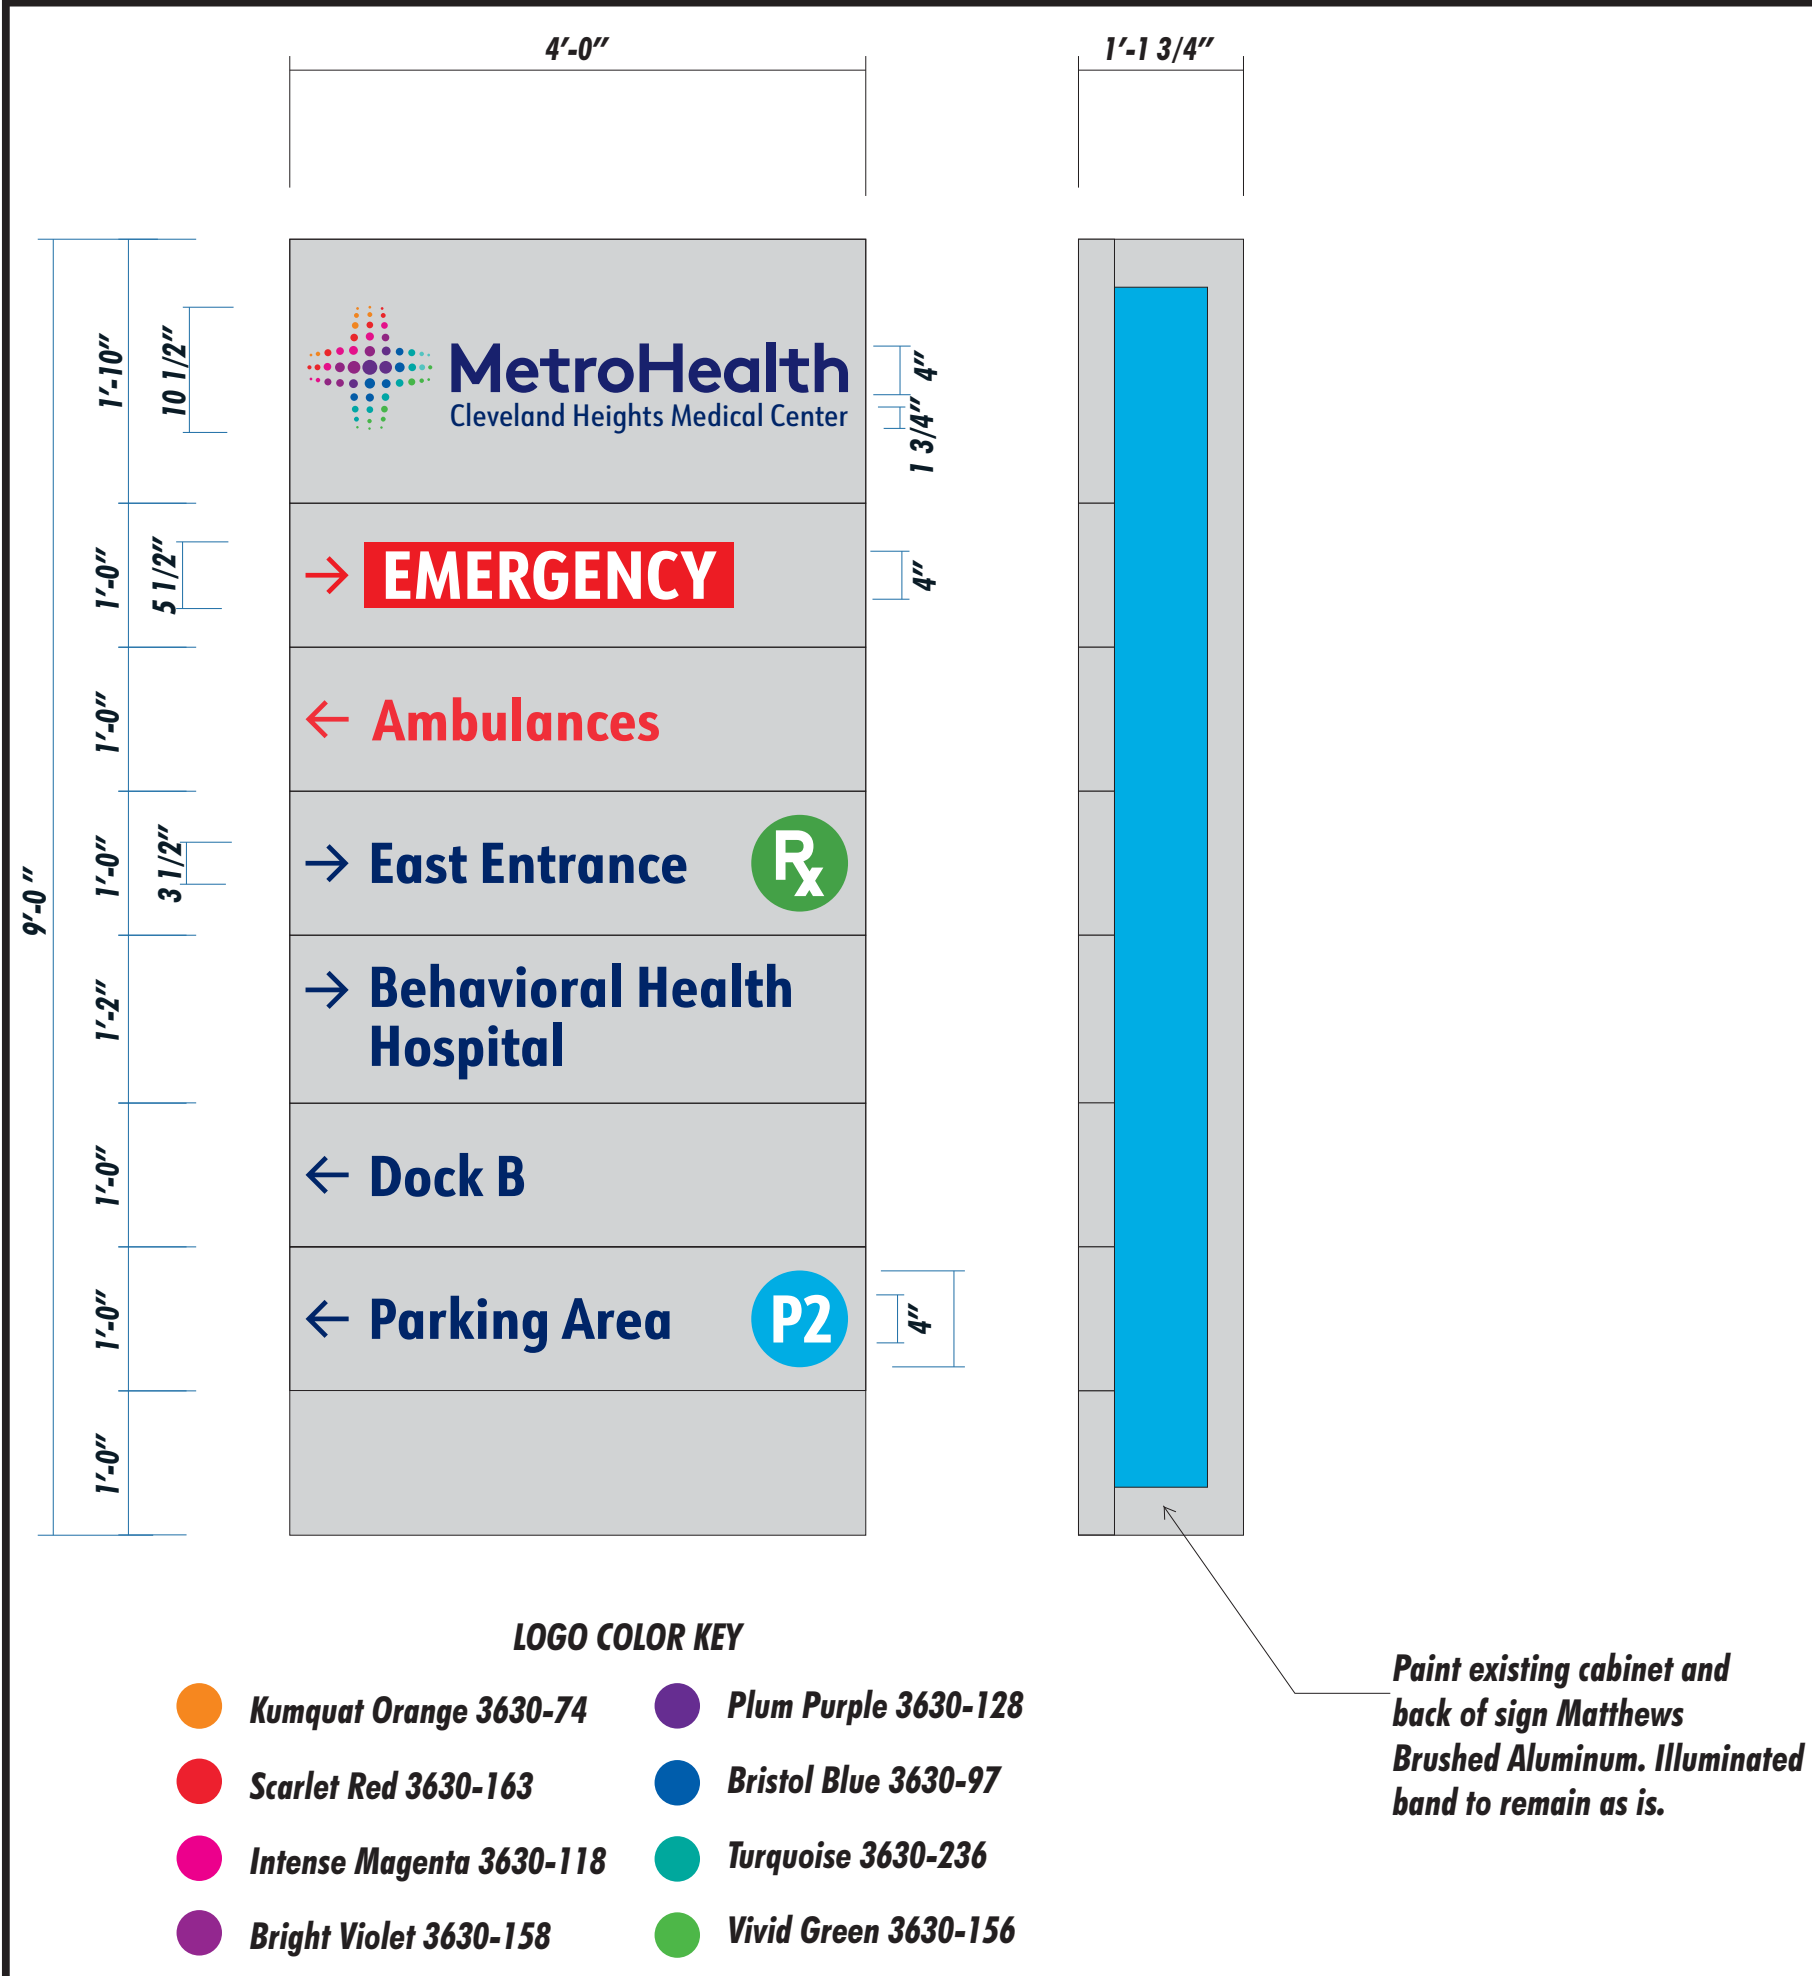 4'-0"
1'-1 3/4"
1'-10"
10 1/2"
MetroHealth
Cleveland Heights Medical Center
4"
1 3/4"
1'-0"
5 1/2"
→ EMERGENCY
4"
1'-0"
← Ambulances
1'-0"
3 1/2"
→ East Entrance
Rx
9'-0"
1'-2"
→ Behavioral Health
Hospital
1'-0"
← Dock B
1'-0"
← Parking Area
P2
4"
1'-0"
LOGO COLOR KEY
Kumquat Orange 3630-74
Scarlet Red 3630-163
Intense Magenta 3630-118
Bright Violet 3630-158
Plum Purple 3630-128
Bristol Blue 3630-97
Turquoise 3630-236
Vivid Green 3630-156
Paint existing cabinet and
back of sign Matthews
Brushed Aluminum. Illuminated
band to remain as is.